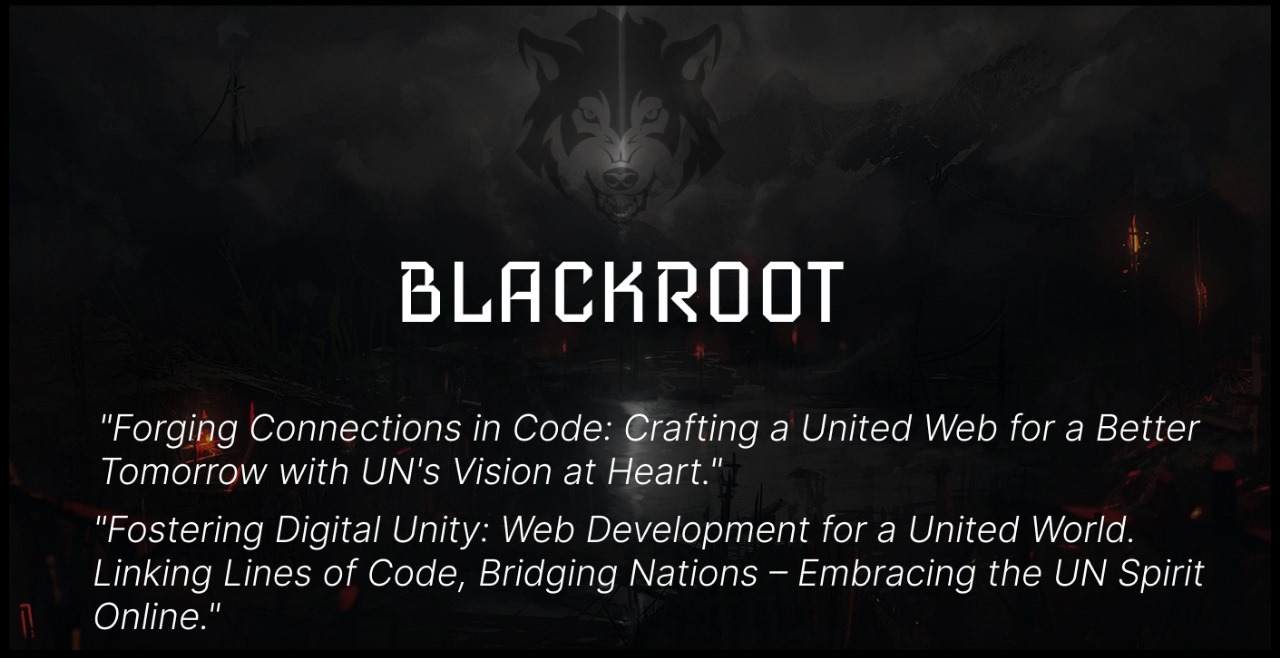 BLACKROOT
"Forging Connections in Code: Crafting a United Web for a Better
Tomorrow with UN's Vision at Heart."
"Fostering Digital Unity: Web Development for a United World.
Linking Lines of Code, Bridging Nations – Embracing the UN Spirit
Online."